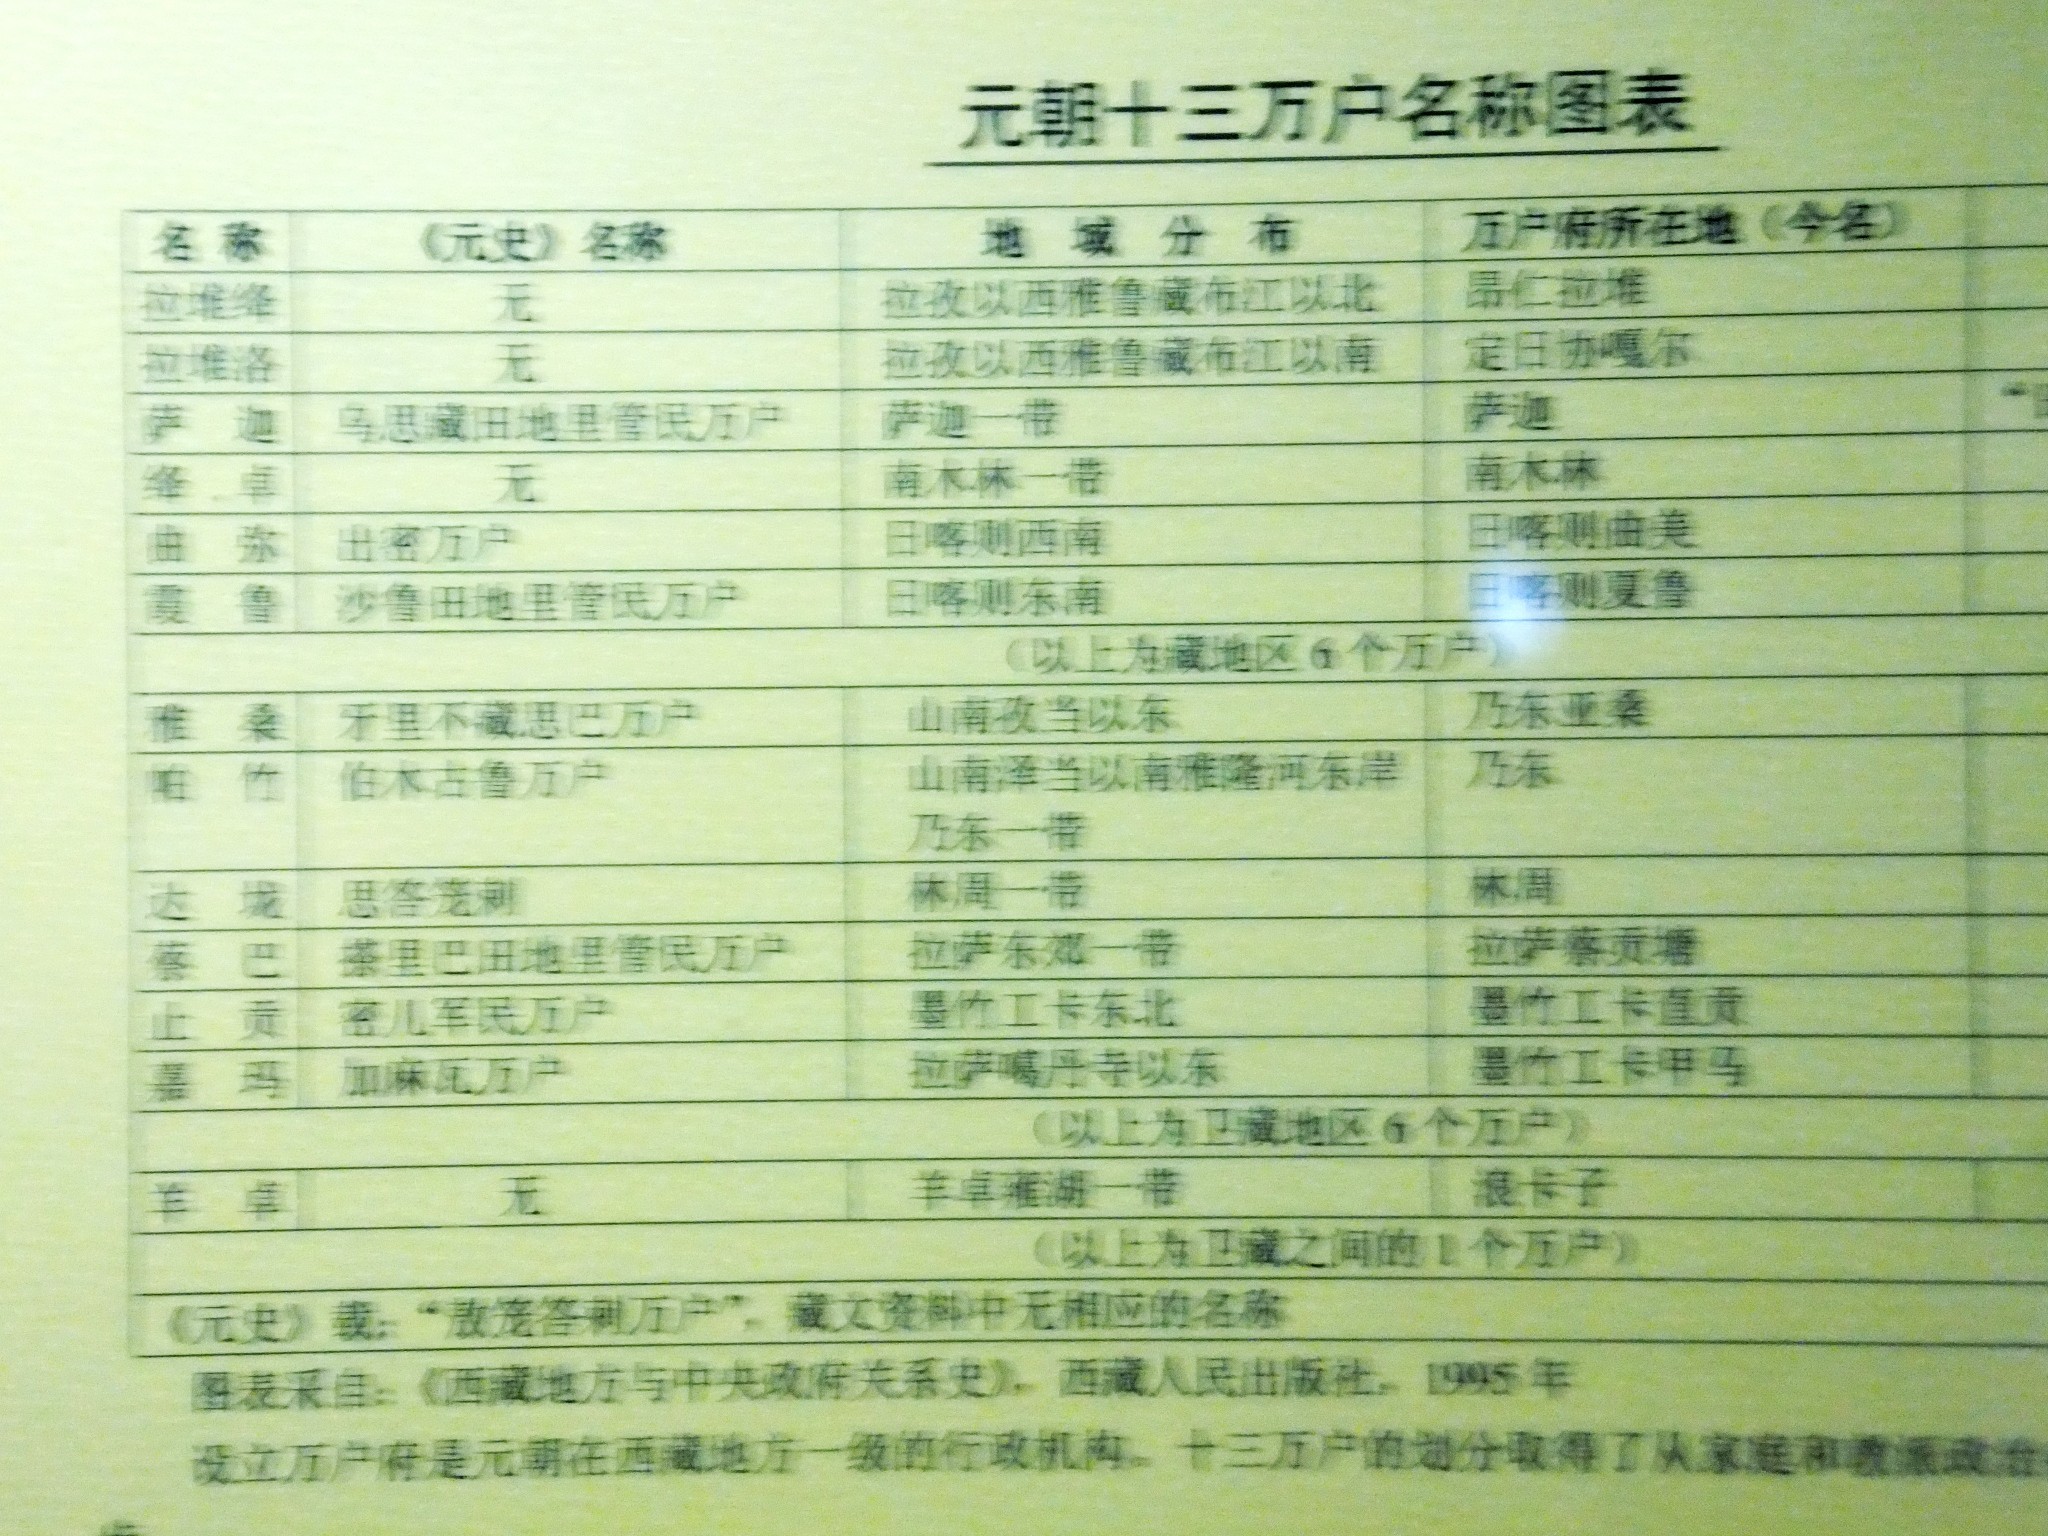 元朝十三万户名称图表
名 称 《元史》名称 地 域 分 布 万户府所在地（今名）
拉堆绛 无 拉孜以西雅鲁藏布江以北 昂仁拉堆
拉堆洛 无 拉孜以西雅鲁藏布江以南 定日协嘎尔
萨 迦 乌思藏田地里管民万户 萨迦一带 萨迦
绛 卓 无 南木林一带 南木林
曲 弥 出密万户 日喀则西南 日喀则曲美
霞 鲁 沙鲁田地里管民万户 日喀则东南 日喀则夏鲁
（以上为藏地区6个万户）
雅 桑 牙里不藏思巴万户 山南孜当以东 乃东亚桑
帕 竹 伯木古鲁万户 山南泽当以南雅隆河东岸 乃东
乃东一带
达 垅 思答笼剌 林周一带 林周
蔡 巴 搽里巴田地里管民万户 拉萨东郊一带 拉萨蔡贡塘
止 贡 密儿军民万户 墨竹工卡东北 墨竹工卡直贡
嘉 玛 加麻瓦万户 拉萨噶丹寺以东 墨竹工卡甲马
（以上为卫藏地区6个万户）
羊 卓 无 羊卓雍湖一带 浪卡子
（以上为卫藏之间的1个万户）
《元史》载：“敖笼答剌万户”，藏文资料中无相应的名称
图表采自：《西藏地方与中央政府关系史》，西藏人民出版社，1995年
设立万户府是元朝在西藏地方一级的行政机构。十三万户的划分取得了从家庭和教派政治